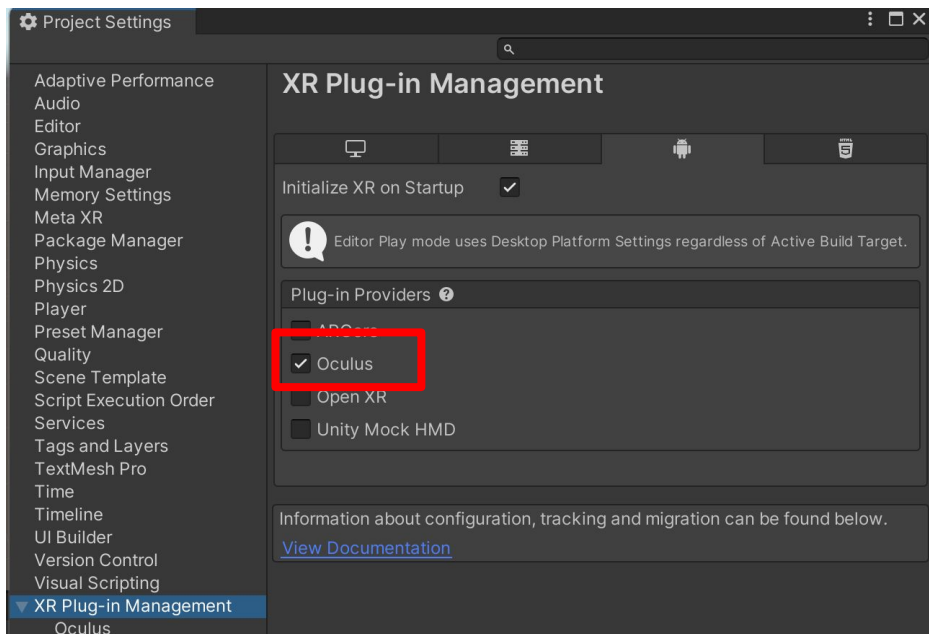 Project Settings
Adaptive Performance
Audio
Editor
Graphics
Input Manager
Memory Settings
Meta XR
Package Manager
Physics
Physics 2D
Player
Preset Manager
Quality
Scene Template
Script Execution Order
Services
Tags and Layers
TextMesh Pro
Time
Timeline
UI Builder
Version Control
Visual Scripting
XR Plug-in Management
Oculus
XR Plug-in Management
Initialize XR on Startup
Editor Play mode uses Desktop Platform Settings regardless of Active Build Target.
Plug-in Providers
Oculus
Open XR
Unity Mock HMD
Information about configuration, tracking and migration can be found below.
View Documentation